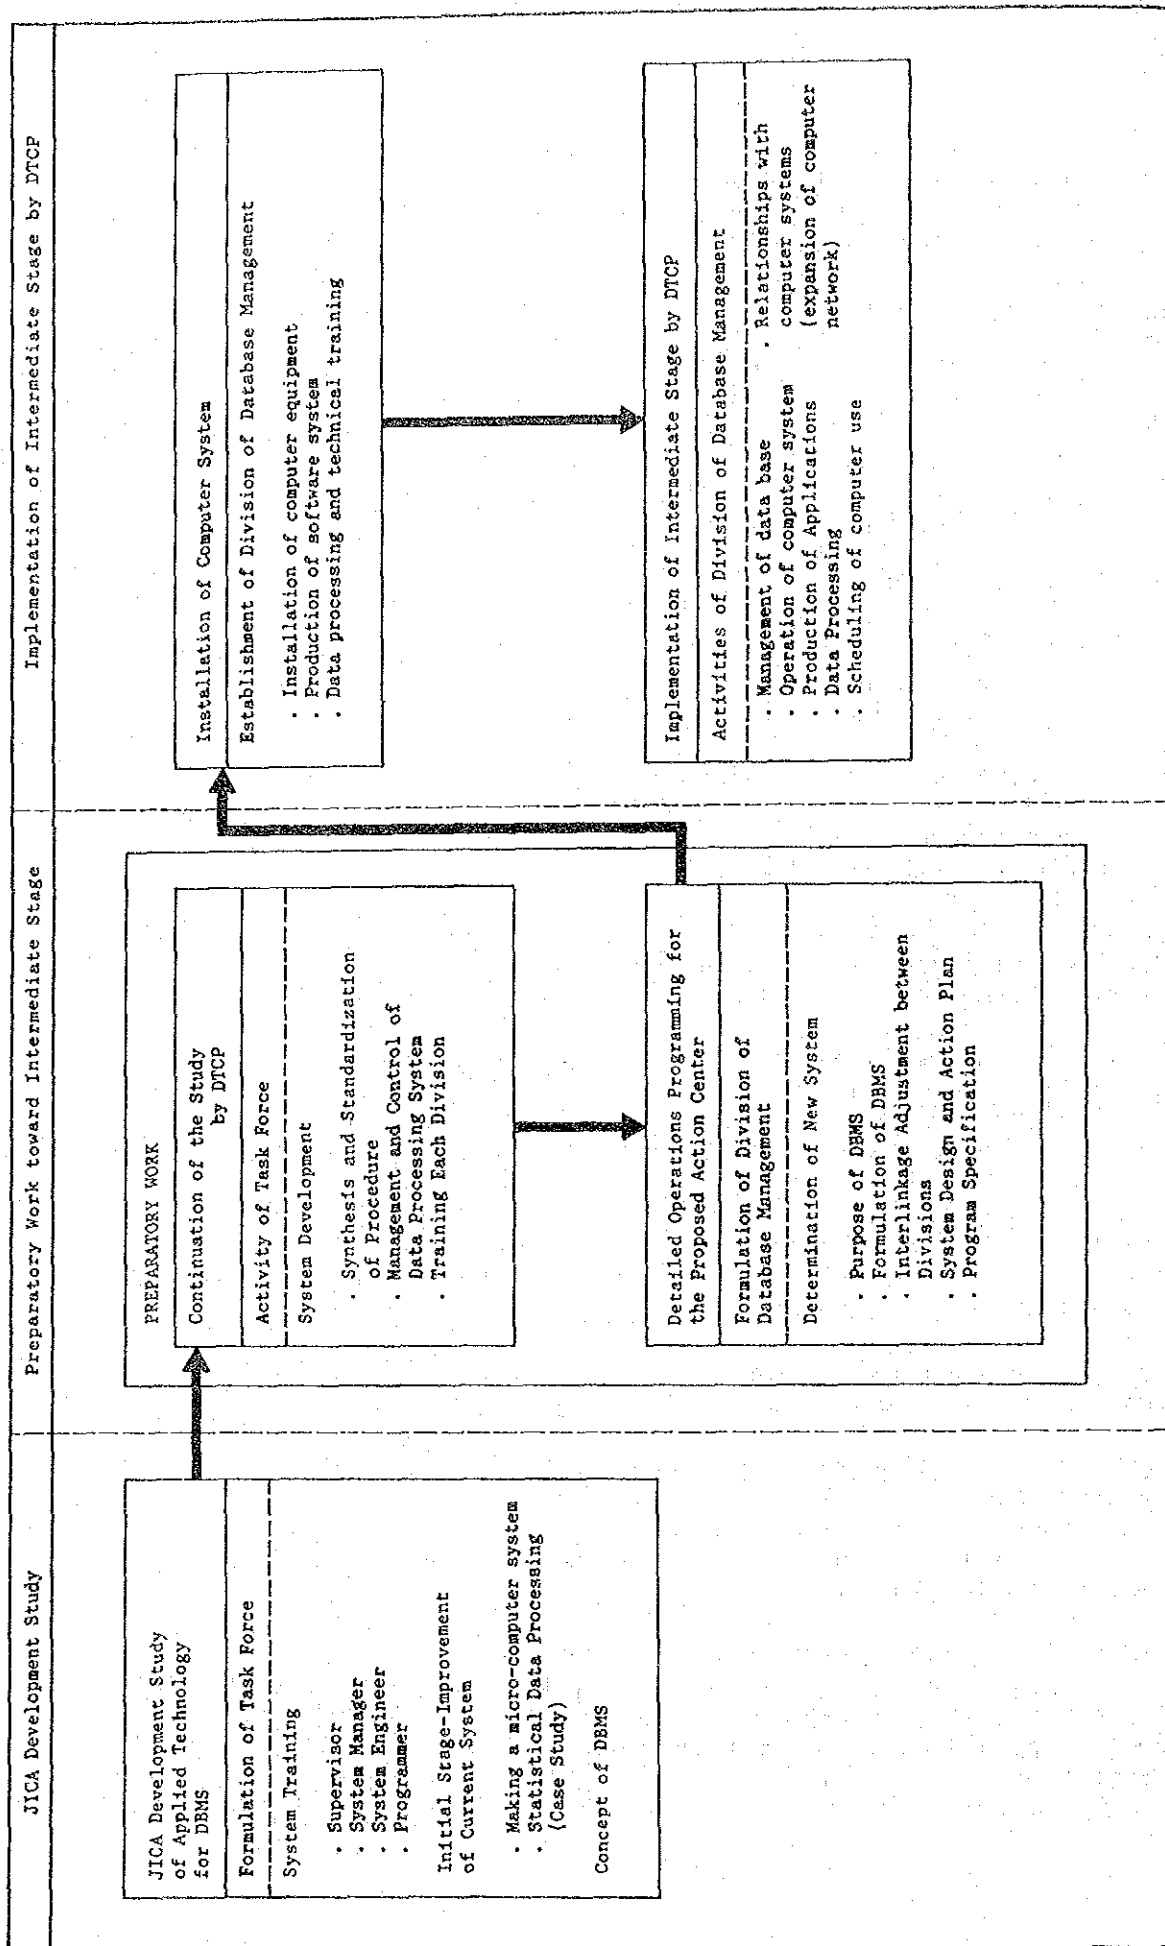 JICA Development Study
Preparatory Work toward Intermediate Stage
Implementation of Intermediate Stage by DTCP
JICA Development Study
of Applied Technology
for DBMS
Formulation of Task Force
System Training
. Supervisor
. System Manager
. System Engineer
. Programmer
Initial Stage-Improvement
of Current System
. Making a micro-computer system
. Statistical Data Processing
(Case Study)
Concept of DBMS
PREPARATORY WORK
Continuation of the Study
by DTCP
Activity of Task Force
System Development
. Synthesis and Standardization
of Procedure
. Management and Control of
Data Processing System
. Training Each Division
Detailed Operations Programming for
the Proposed Action Center
Formulation of Division of
Database Management
Determination of New System
. Purpose of DBMS
. Formulation of DBMS
. Interlinkage Adjustment between
Divisions
. System Design and Action Plan
. Program Specification
Installation of Computer System
Establishment of Division of Database Management
. Installation of computer equipment
. Production of software system
. Data processing and technical training
Implementation of Intermediate Stage by DTCP
Activities of Division of Database Management
. Management of data base
. Operation of computer system
. Production of Applications
. Data Processing
. Scheduling of computer use
. Relationships with
computer systems
(expansion of computer
network)